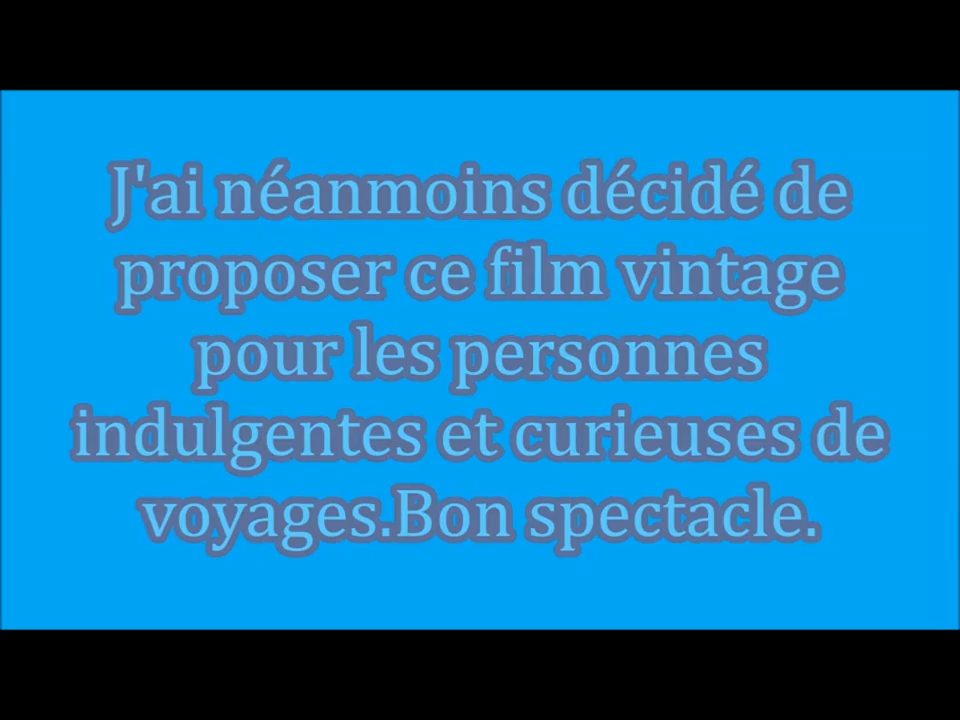 J'ai néanmoins décidé de
proposer ce film vintage
pour les personnes
indulgentes et curieuses de
voyages.Bon spectacle.